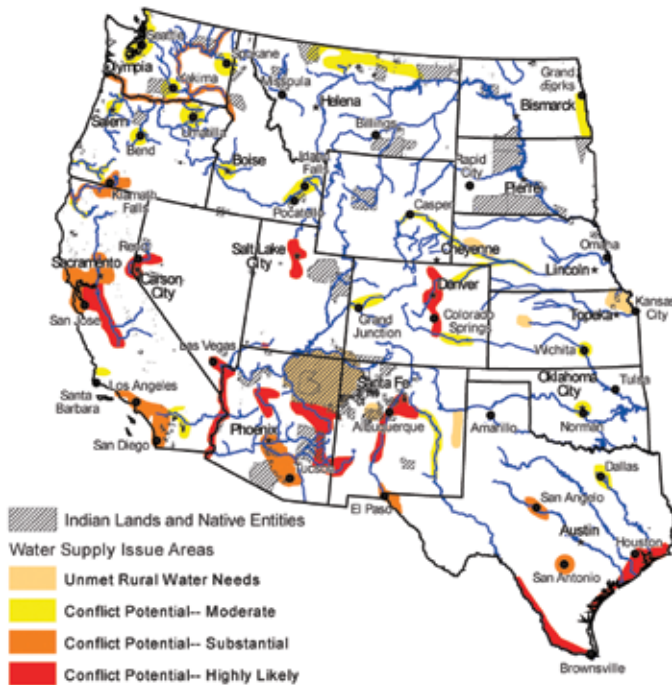 Seattle
Spokane
Olympia
Yakima
Missoula
Grand
Forks
Helena
Bismarck
Salem
Umatilla
Billings
Bend
Boise
Idaho
Falls
Rapid
City
Pierre
Klamath
Falls
Pocatello
Casper
Reno
Salt Lake
City
Cheyenne
Omaha
Lincoln
Sacramento
Carson
City
Denver
Kansas
City
Topeka
San Jose
Grand
Junction
Colorado
Springs
Las Vegas
Wichita
Santa Fe
Oklahoma
City
Tulsa
Santa
Barbara
Los Angeles
Albuquerque
Amarillo
Norman
Phoenix
San Diego
Tucson
Dallas
El Paso
San Angelo
Austin
Houston
San Antonio
Brownsville
Indian Lands and Native Entities
Water Supply Issue Areas
Unmet Rural Water Needs
Conflict Potential-- Moderate
Conflict Potential-- Substantial
Conflict Potential-- Highly Likely